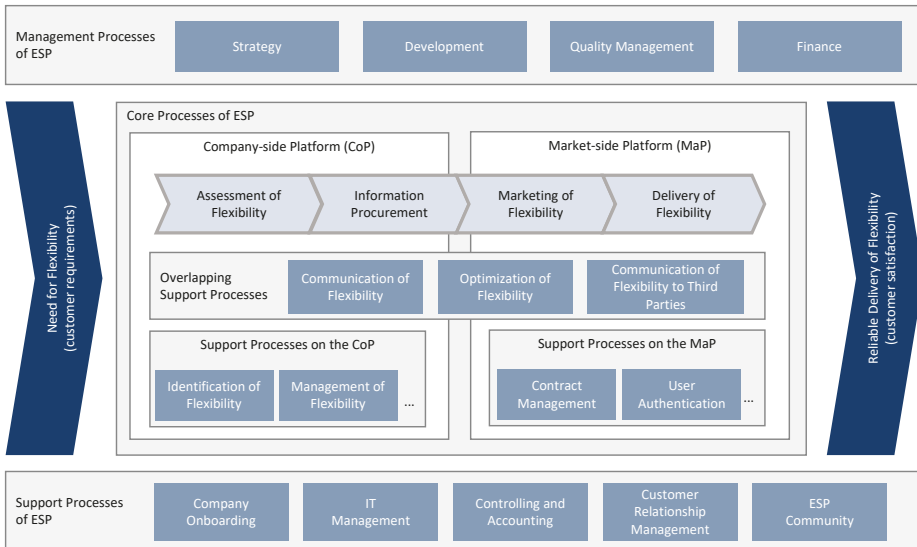 Management Processes
of ESP
Strategy
Development
Quality Management
Finance
Need for Flexibility
(customer requirements)
Core Processes of ESP
Company-side Platform (CoP)
Market-side Platform (MaP)
Assessment of
Flexibility
Information
Procurement
Marketing of
Flexibility
Delivery of
Flexibility
Overlapping
Support Processes
Communication of
Flexibility
Optimization of
Flexibility
Communication of
Flexibility to Third
Parties
Support Processes on the CoP
Identification of
Flexibility
Management of
Flexibility
...
Support Processes on the MaP
Contract
Management
User
Authentication
...
Reliable Delivery of Flexibility
(customer satisfaction)
Support Processes
of ESP
Company
Onboarding
IT
Management
Controlling and
Accounting
Customer
Relationship
Management
ESP
Community